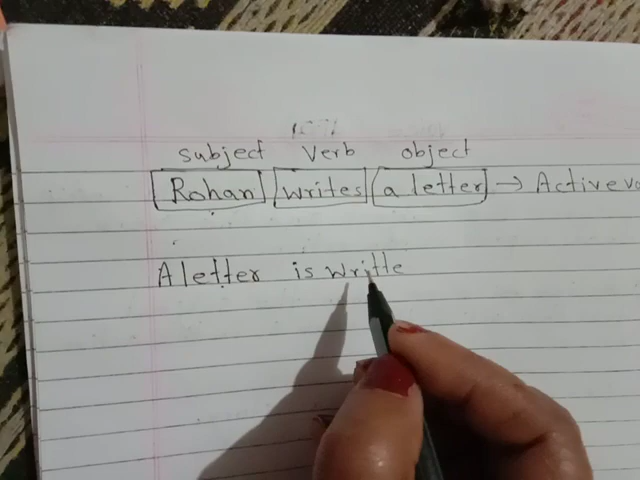 subject Verb object
Rohan writes a letter → Active vo
A letter is writte